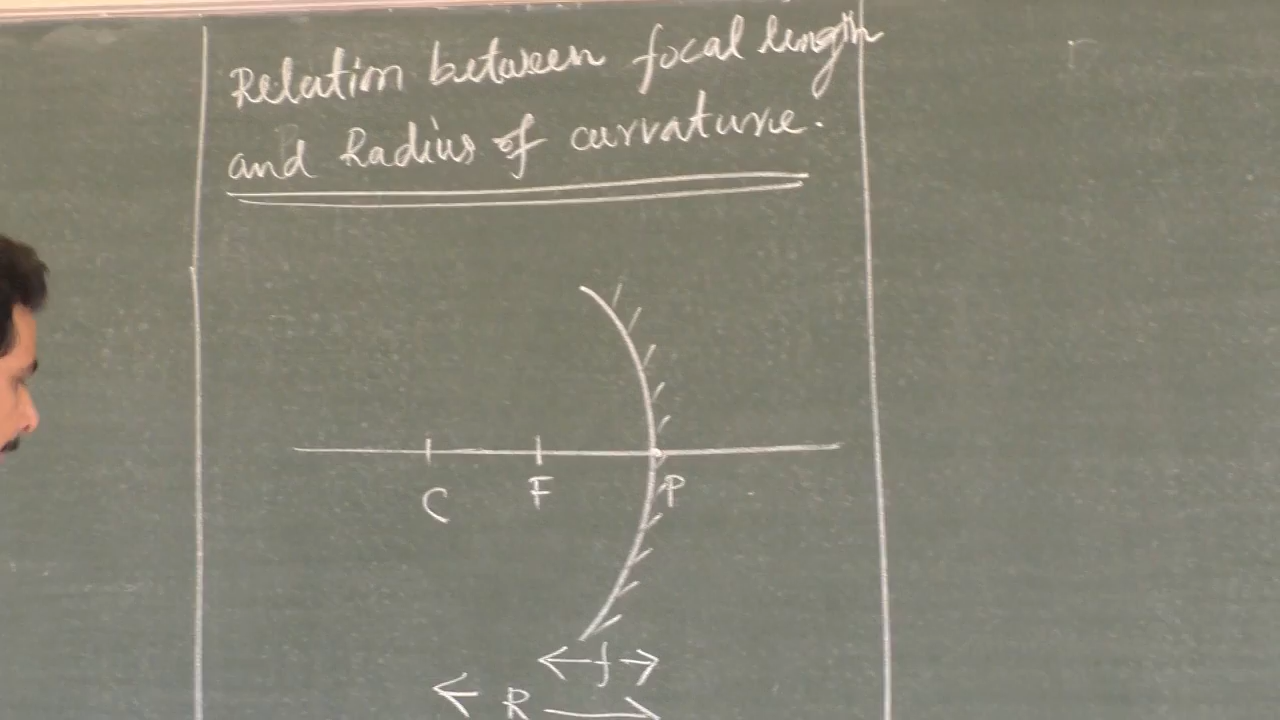 Relation between focal length
and Radius of curvature.
C F P
f
R